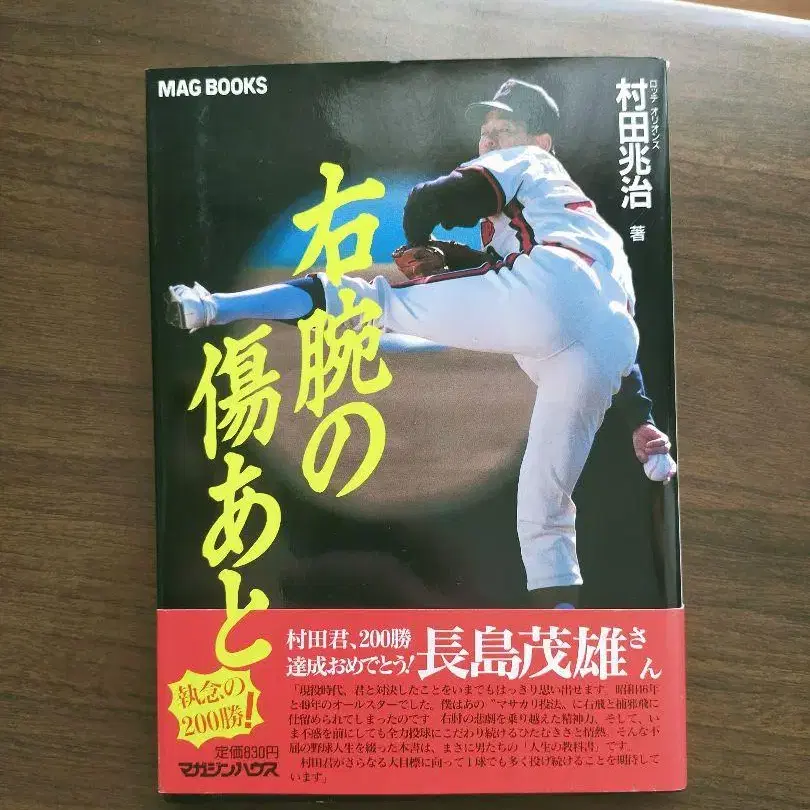 MAG BOOKS
ロッテ オリオンズ
村田兆治
著
右腕の
傷あと
執念の
200勝!
定価830円
マガジンハウス
村田君、200勝
達成おめでとう!
長島茂雄さん
「現役時代、君と対決したことをいまでもはっきり思い出せます。昭和46年
と49年のオールスターでした。僕はあの"マサカリ投法"に右飛と捕邪飛に
仕留められてしまったのです 右肘の悲劇を乗り越えた精神力、そして、い
ま不惑を前にしても全力投球にこだわり続けるひたむきさと情熱。そんな不
屈の野球人生を綴った本書は、まさに男たちの「人生の教科書」です。
村田君がさらなる大目標に向って1球でも多く投げ続けることを期待して
います」